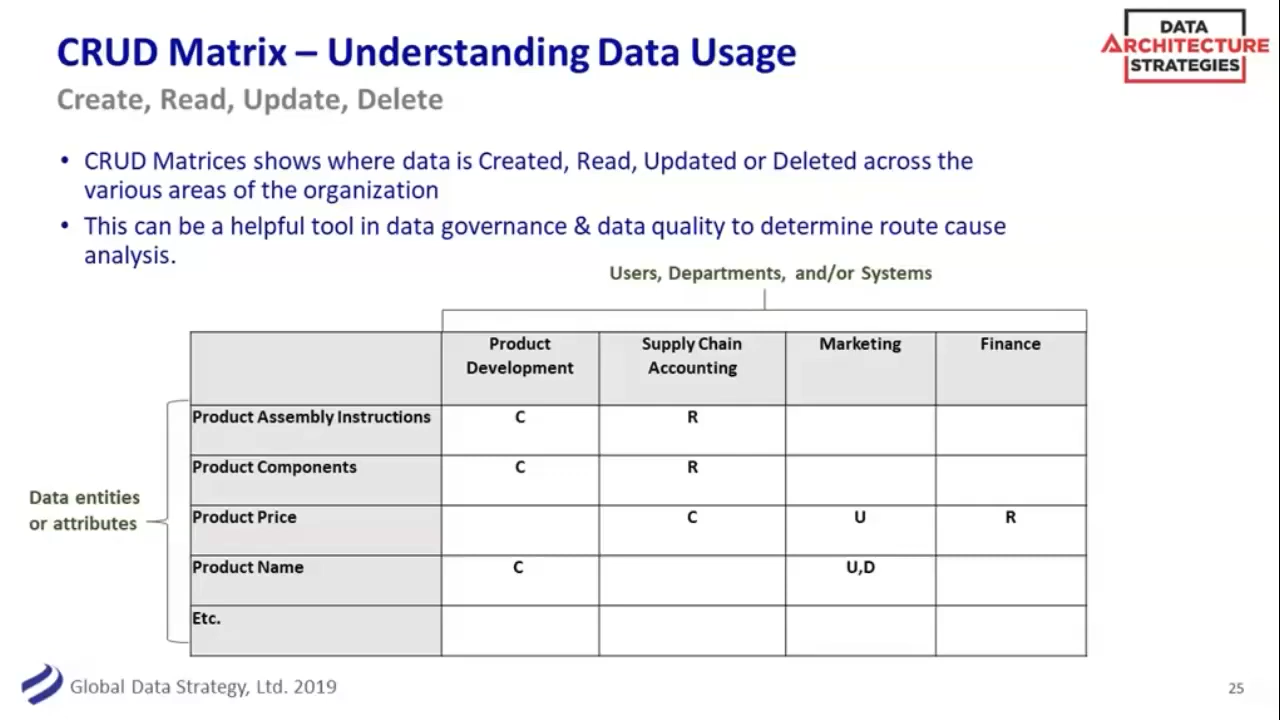 CRUD Matrix – Understanding Data Usage
Create, Read, Update, Delete
DATA
ARCHITECTURE
STRATEGIES
• CRUD Matrices shows where data is Created, Read, Updated or Deleted across the
various areas of the organization
• This can be a helpful tool in data governance & data quality to determine route cause
analysis.
Users, Departments, and/or Systems
Product Development Supply Chain Accounting Marketing Finance
Product Assembly Instructions C R
Product Components C R
Data entities
or attributes
Product Price C U R
Product Name C U,D
Etc.
Global Data Strategy, Ltd. 2019
25